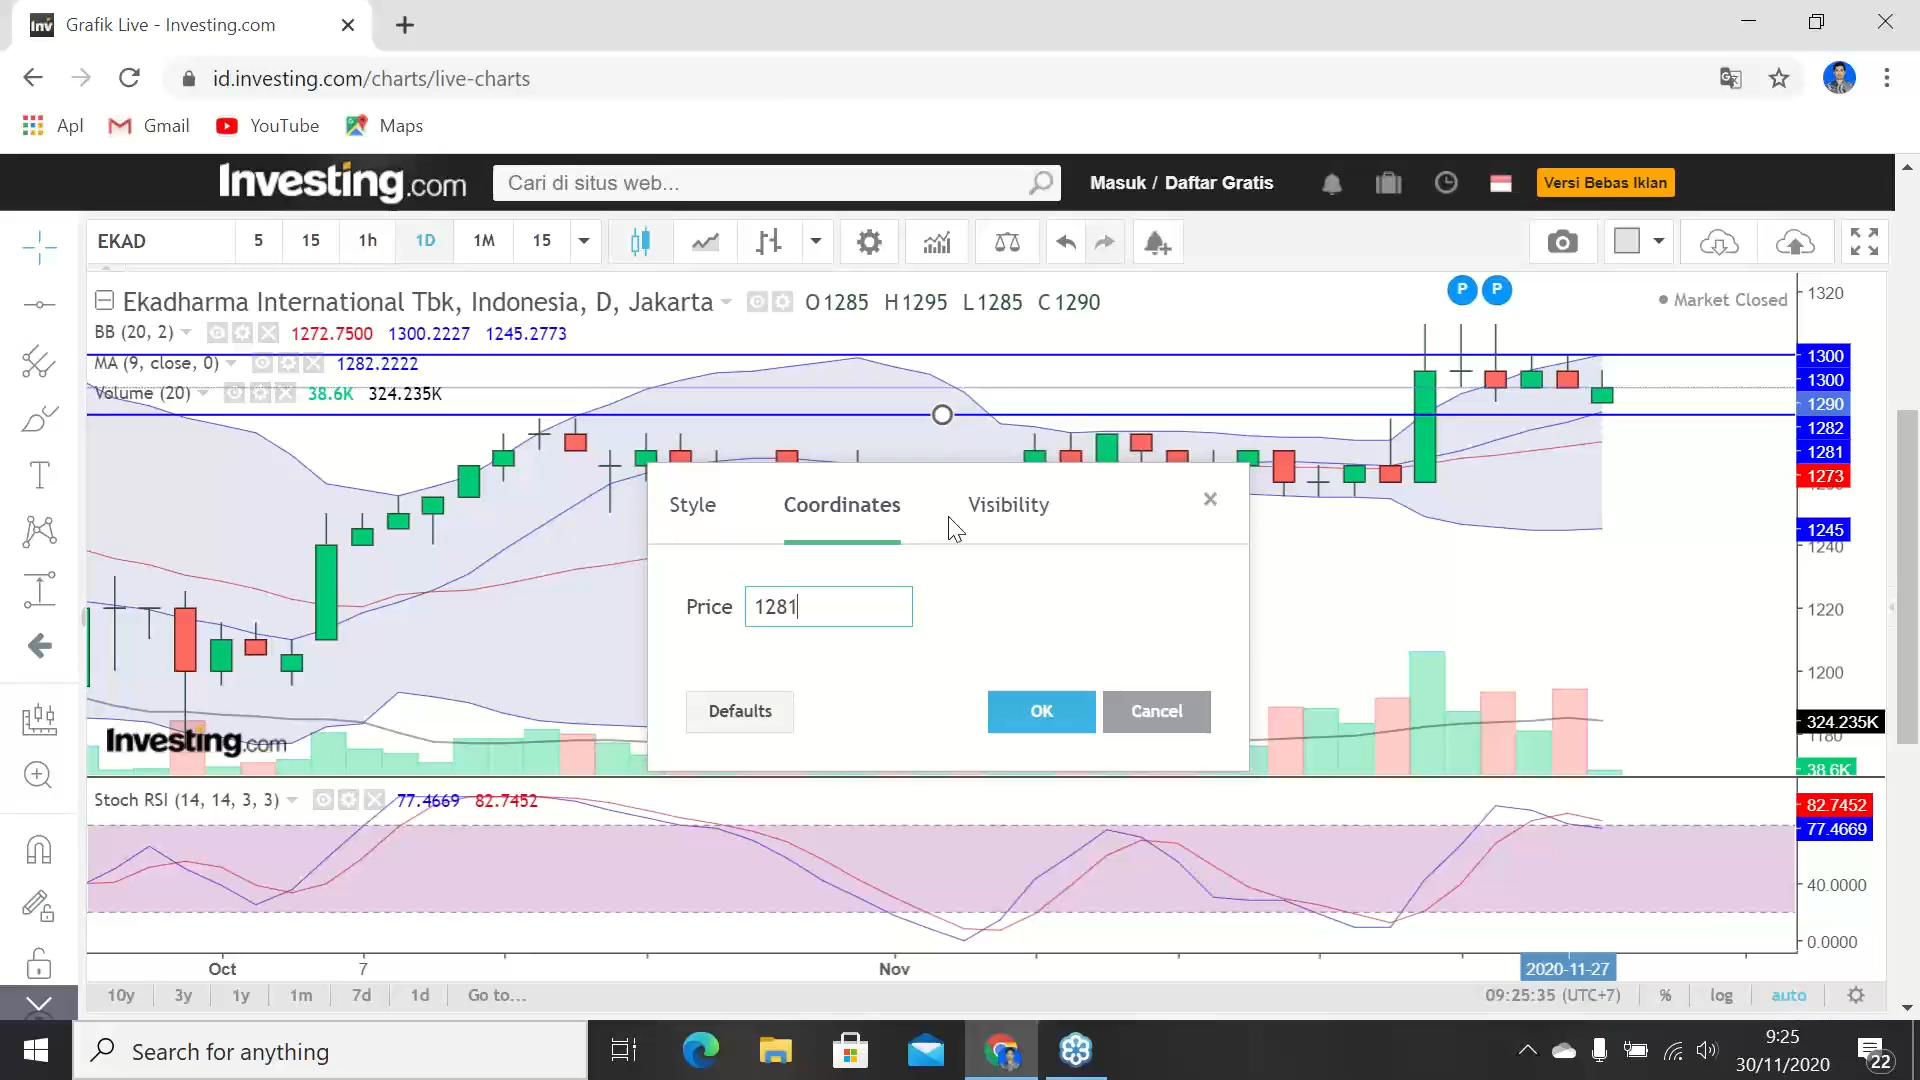 Grafik Live - Investing.com
id.investing.com/charts/live-charts
Apl Gmail YouTube Maps
Investing.com Cari di situs web... Masuk / Daftar Gratis Versi Bebas Iklan
EKAD 5 15 1h 1D 1M 15
Ekadharma International Tbk, Indonesia, D, Jakarta O1285 H1295 L1285 C1290
P P
Market Closed
BB (20, 2) 1272.7500 1300.2227 1245.2773
MA (9, close, 0) 1282.2222
Volume (20) 38.6K 324.235K
1320
1300
1300
1290
1282
1281
1273
1245
1240
1220
1200
324.235K
1180
38.6K
Style Coordinates Visibility
Price 1281
Defaults OK Cancel
Investing.com
Stoch RSI (14, 14, 3, 3) 77.4669 82.7452
82.7452
77.4669
40.0000
0.0000
Oct 7 Nov 2020-11-27
10y 3y 1y 1m 7d 1d Go to... 09:25:35 (UTC+7) % log auto
Search for anything
9:25
30/11/2020
22